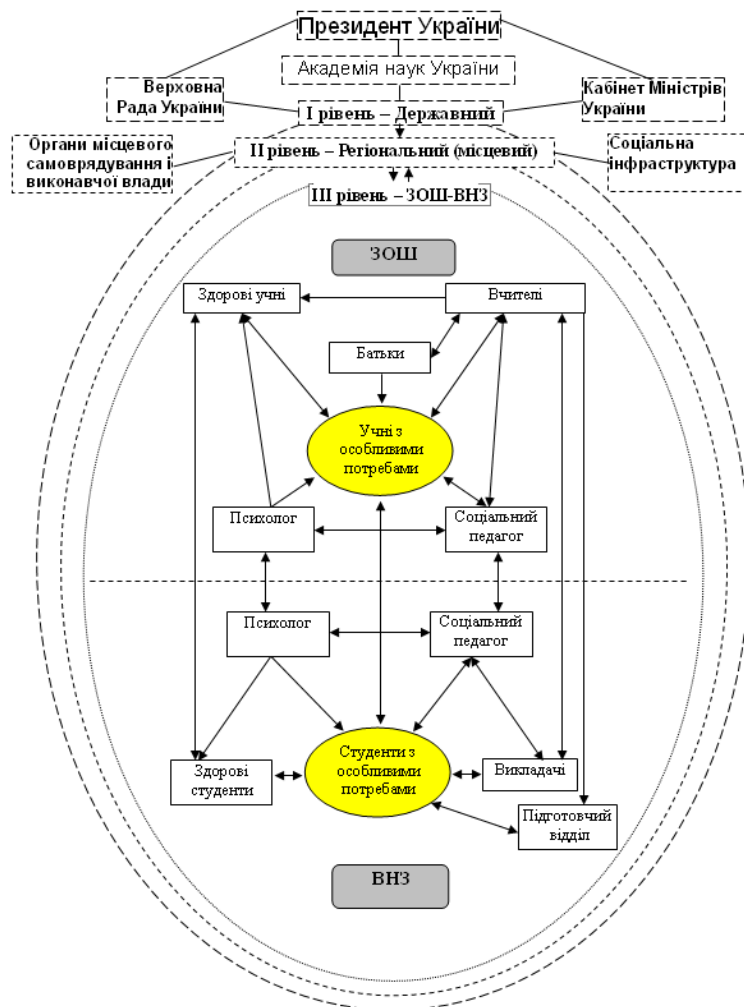 Президент України
Академія наук України
Верховна
Рада України
Кабінет Міністрів
України
І рівень – Державний
Органи місцевого
самоврядування і
виконавчої влади
ІІ рівень – Регіональний (місцевий)
Соціальна
інфраструктура
ІІІ рівень – ЗОШ-ВНЗ
ЗОШ
Здорові учні
Вчителі
Батьки
Учні з
особливими
потребами
Психолог
Соціальний
педагог
Психолог
Соціальний
педагог
Здорові
студенти
Студенти з
особливими
потребами
Викладачі
Підготовчий
відділ
ВНЗ